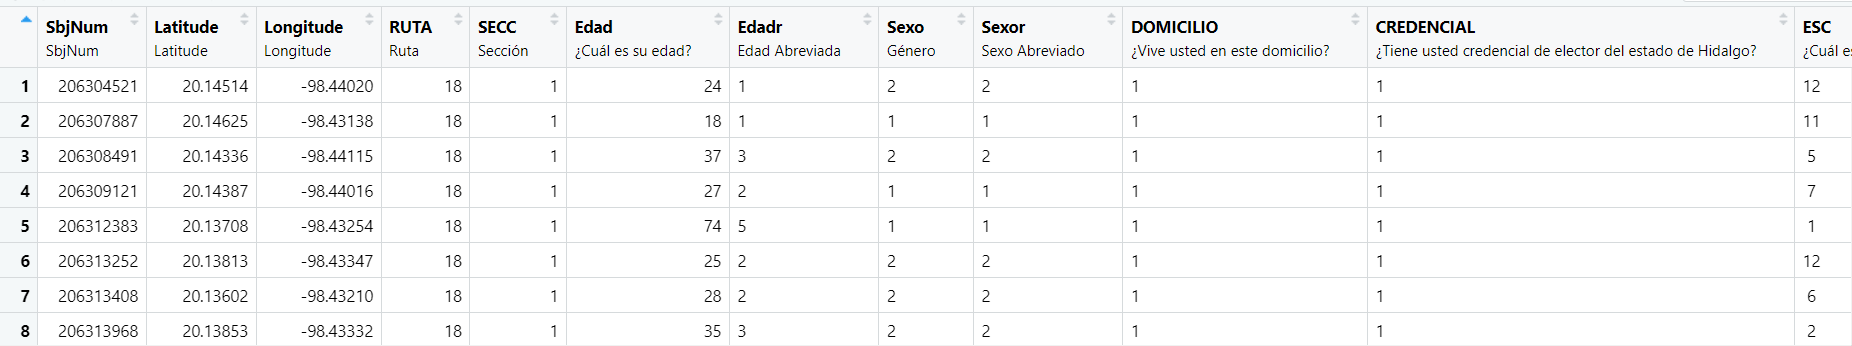 SbjNum Latitude Longitude RUTA SECC Edad Edadr Sexo Sexor DOMICILIO CREDENCIAL ESC
SbjNum Latitude Longitude Ruta Sección ¿Cuál es su edad? Edad Abreviada Género Sexo Abreviado ¿Vive usted en este domicilio? ¿Tiene usted credencial de elector del estado de Hidalgo? ¿Cuál es
1 206304521 20.14514 -98.44020 18 1 24 1 2 2 1 1 12
2 206307887 20.14625 -98.43138 18 1 18 1 1 1 1 1 11
3 206308491 20.14336 -98.44115 18 1 37 3 2 2 1 1 5
4 206309121 20.14387 -98.44016 18 1 27 2 1 1 1 1 7
5 206312383 20.13708 -98.43254 18 1 74 5 1 1 1 1 1
6 206313252 20.13813 -98.43347 18 1 25 2 2 2 1 1 12
7 206313408 20.13602 -98.43210 18 1 28 2 2 2 1 1 6
8 206313968 20.13853 -98.43332 18 1 35 3 2 2 1 1 2